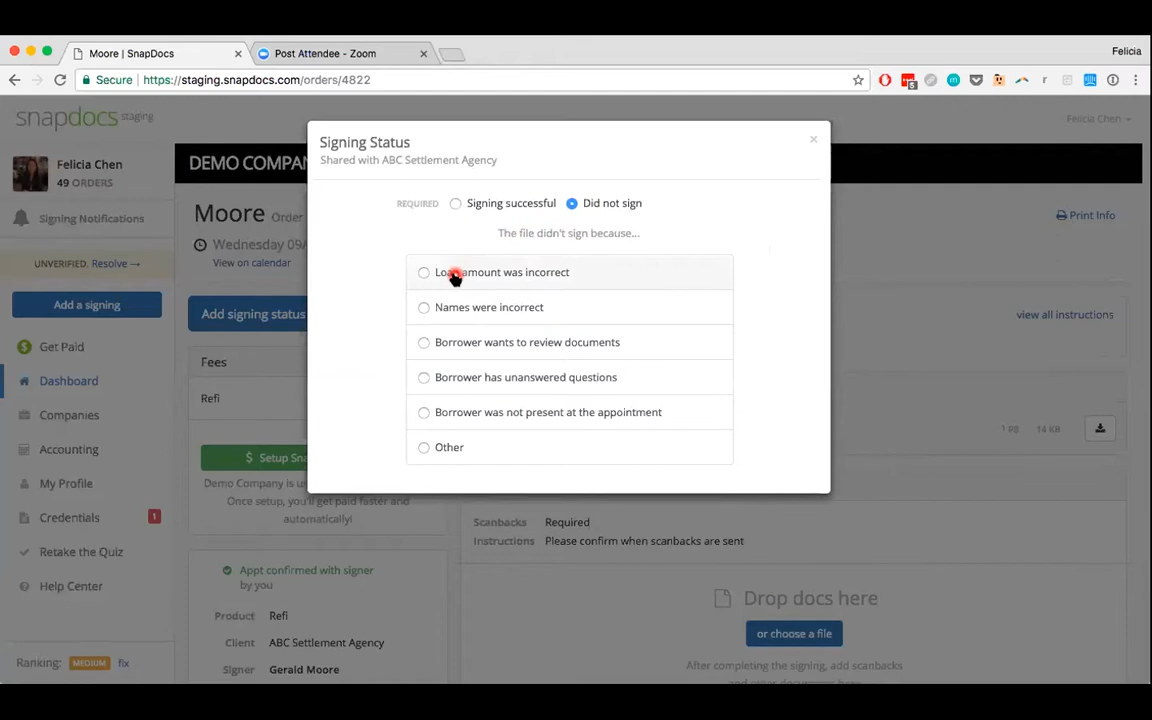 Moore | SnapDocs
Post Attendee - Zoom
Felicia
Secure https://staging.snapdocs.com/orders/4822
5
snapdocs staging
Felicia Chen
Felicia Chen
49 ORDERS
Signing Notifications
UNVERIFIED. Resolve →
Add a signing
Get Paid
Dashboard
Companies
Accounting
My Profile
Credentials 1
Retake the Quiz
Help Center
Ranking: MEDIUM fix
DEMO COMPAN
Moore Order
Print Info
Wednesday 09/
View on calendar
Add signing status
view all instructions
Fees
Refi
1 PG 14 KB
$ Setup Sna
Demo Company is u
Once setup, you'll get paid faster and
automatically!
Appt confirmed with signer
by you
Product Refi
Client ABC Settlement Agency
Signer Gerald Moore
Signing Status
Shared with ABC Settlement Agency
×
REQUIRED Signing successful Did not sign
The file didn't sign because...
amount was incorrect
Names were incorrect
Borrower wants to review documents
Borrower has unanswered questions
Borrower was not present at the appointment
Other
Scanbacks Required
Instructions Please confirm when scanbacks are sent
Drop docs here
or choose a file
After completing the signing, add scanbacks